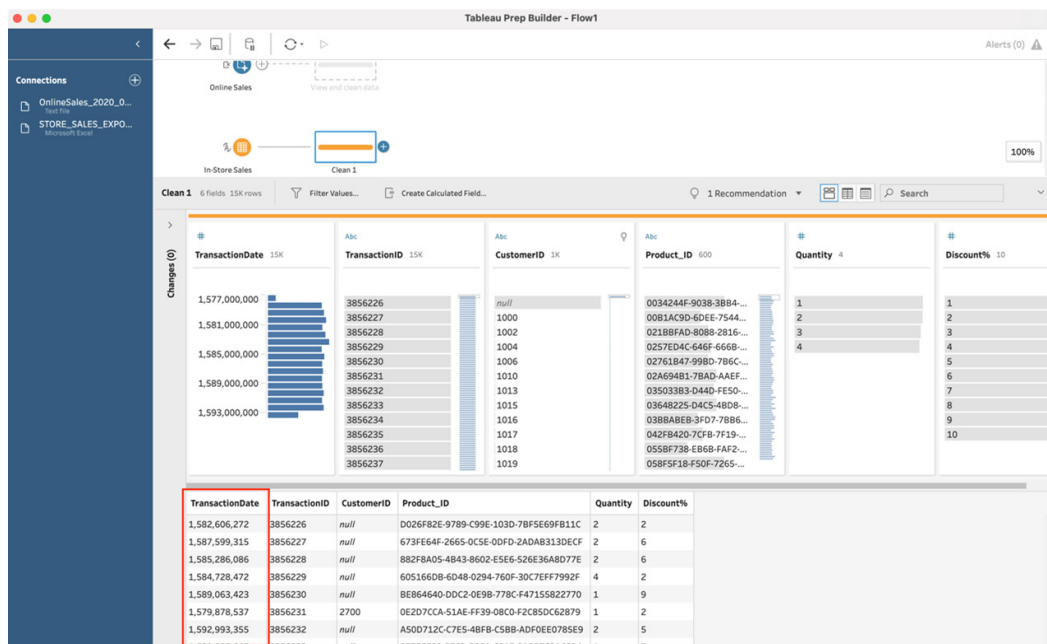 Tableau Prep Builder - Flow1
Alerts (0)
Connections
OnlineSales_2020_0...
Text file
STORE_SALES_EXPO...
Microsoft Excel
Online Sales
View and clean data
In-Store Sales
Clean 1
100%
Clean 1 6 fields 15K rows Filter Values... Create Calculated Field... 1 Recommendation Search
Changes (0)
# Abc Abc Abc # #
TransactionDate 15K TransactionID 15K CustomerID 1K Product_ID 600 Quantity 4 Discount% 10
1,577,000,000
1,581,000,000
1,585,000,000
1,589,000,000
1,593,000,000
3856226
3856227
3856228
3856229
3856230
3856231
3856232
3856233
3856234
3856235
3856236
3856237
null
1000
1002
1004
1006
1010
1013
1015
1016
1017
1018
1019
0034244F-9038-3BB4-...
00B1AC9D-6DEE-7544...
021BBFAD-8088-2816-...
0257ED4C-646F-666B-...
02761B47-99BD-7B6C-...
02A694B1-7BAD-AAEF...
035033B3-D44D-FE50-...
03648225-D4C5-4BD8-...
03BBABEB-3FD7-7BB6...
042FB420-7CFB-7F19-...
055BF738-EB6B-FAF2-...
058F5F18-F50F-7265-...
1
2
3
4
1
2
3
4
5
6
7
8
9
10
TransactionDate TransactionID CustomerID Product_ID Quantity Discount%
1,582,606,272 3856226 null D026F82E-9789-C99E-103D-7BF5E69FB11C 2 2
1,587,599,315 3856227 null 673FE64F-2665-0C5E-0DFD-2ADAB313DECF 2 6
1,585,286,086 3856228 null 882F8A05-4B43-8602-E5E6-526E36A8D77E 2 6
1,584,728,472 3856229 null 605166DB-6D48-0294-760F-30C7EFF7992F 4 2
1,589,063,423 3856230 null BE864640-DDC2-0E9B-778C-F47155822770 1 9
1,579,878,537 3856231 2700 0E2D7CCA-51AE-FF39-08C0-F2C85DC62879 1 2
1,592,993,355 3856232 null A50D712C-C7E5-4BFB-C5BB-ADF0EE0785E9 2 5